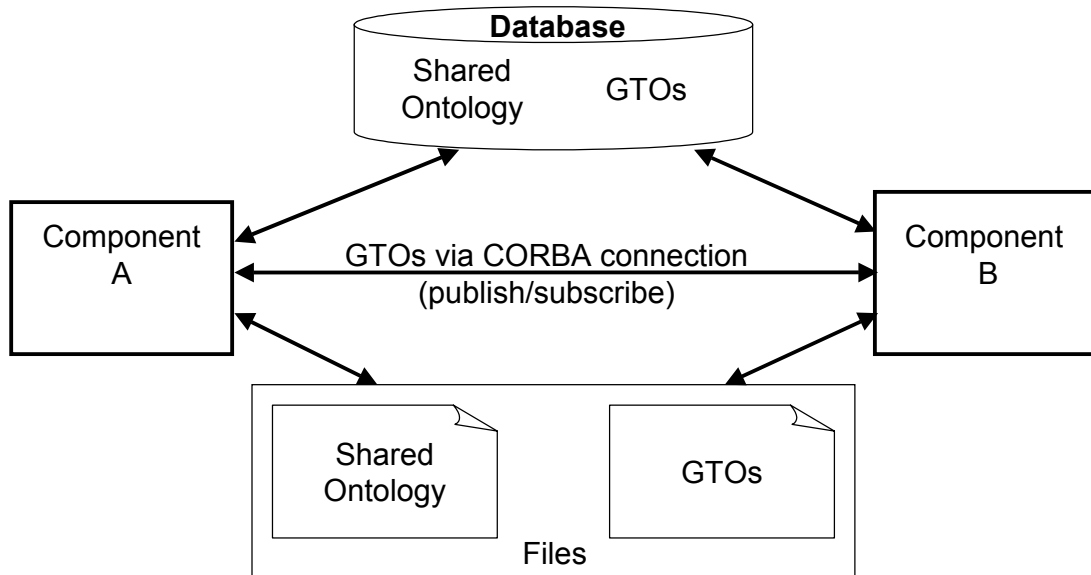 Database
Shared
Ontology
GTOs
Component
A
GTOs via CORBA connection
(publish/subscribe)
Component
B
Shared
Ontology
GTOs
Files